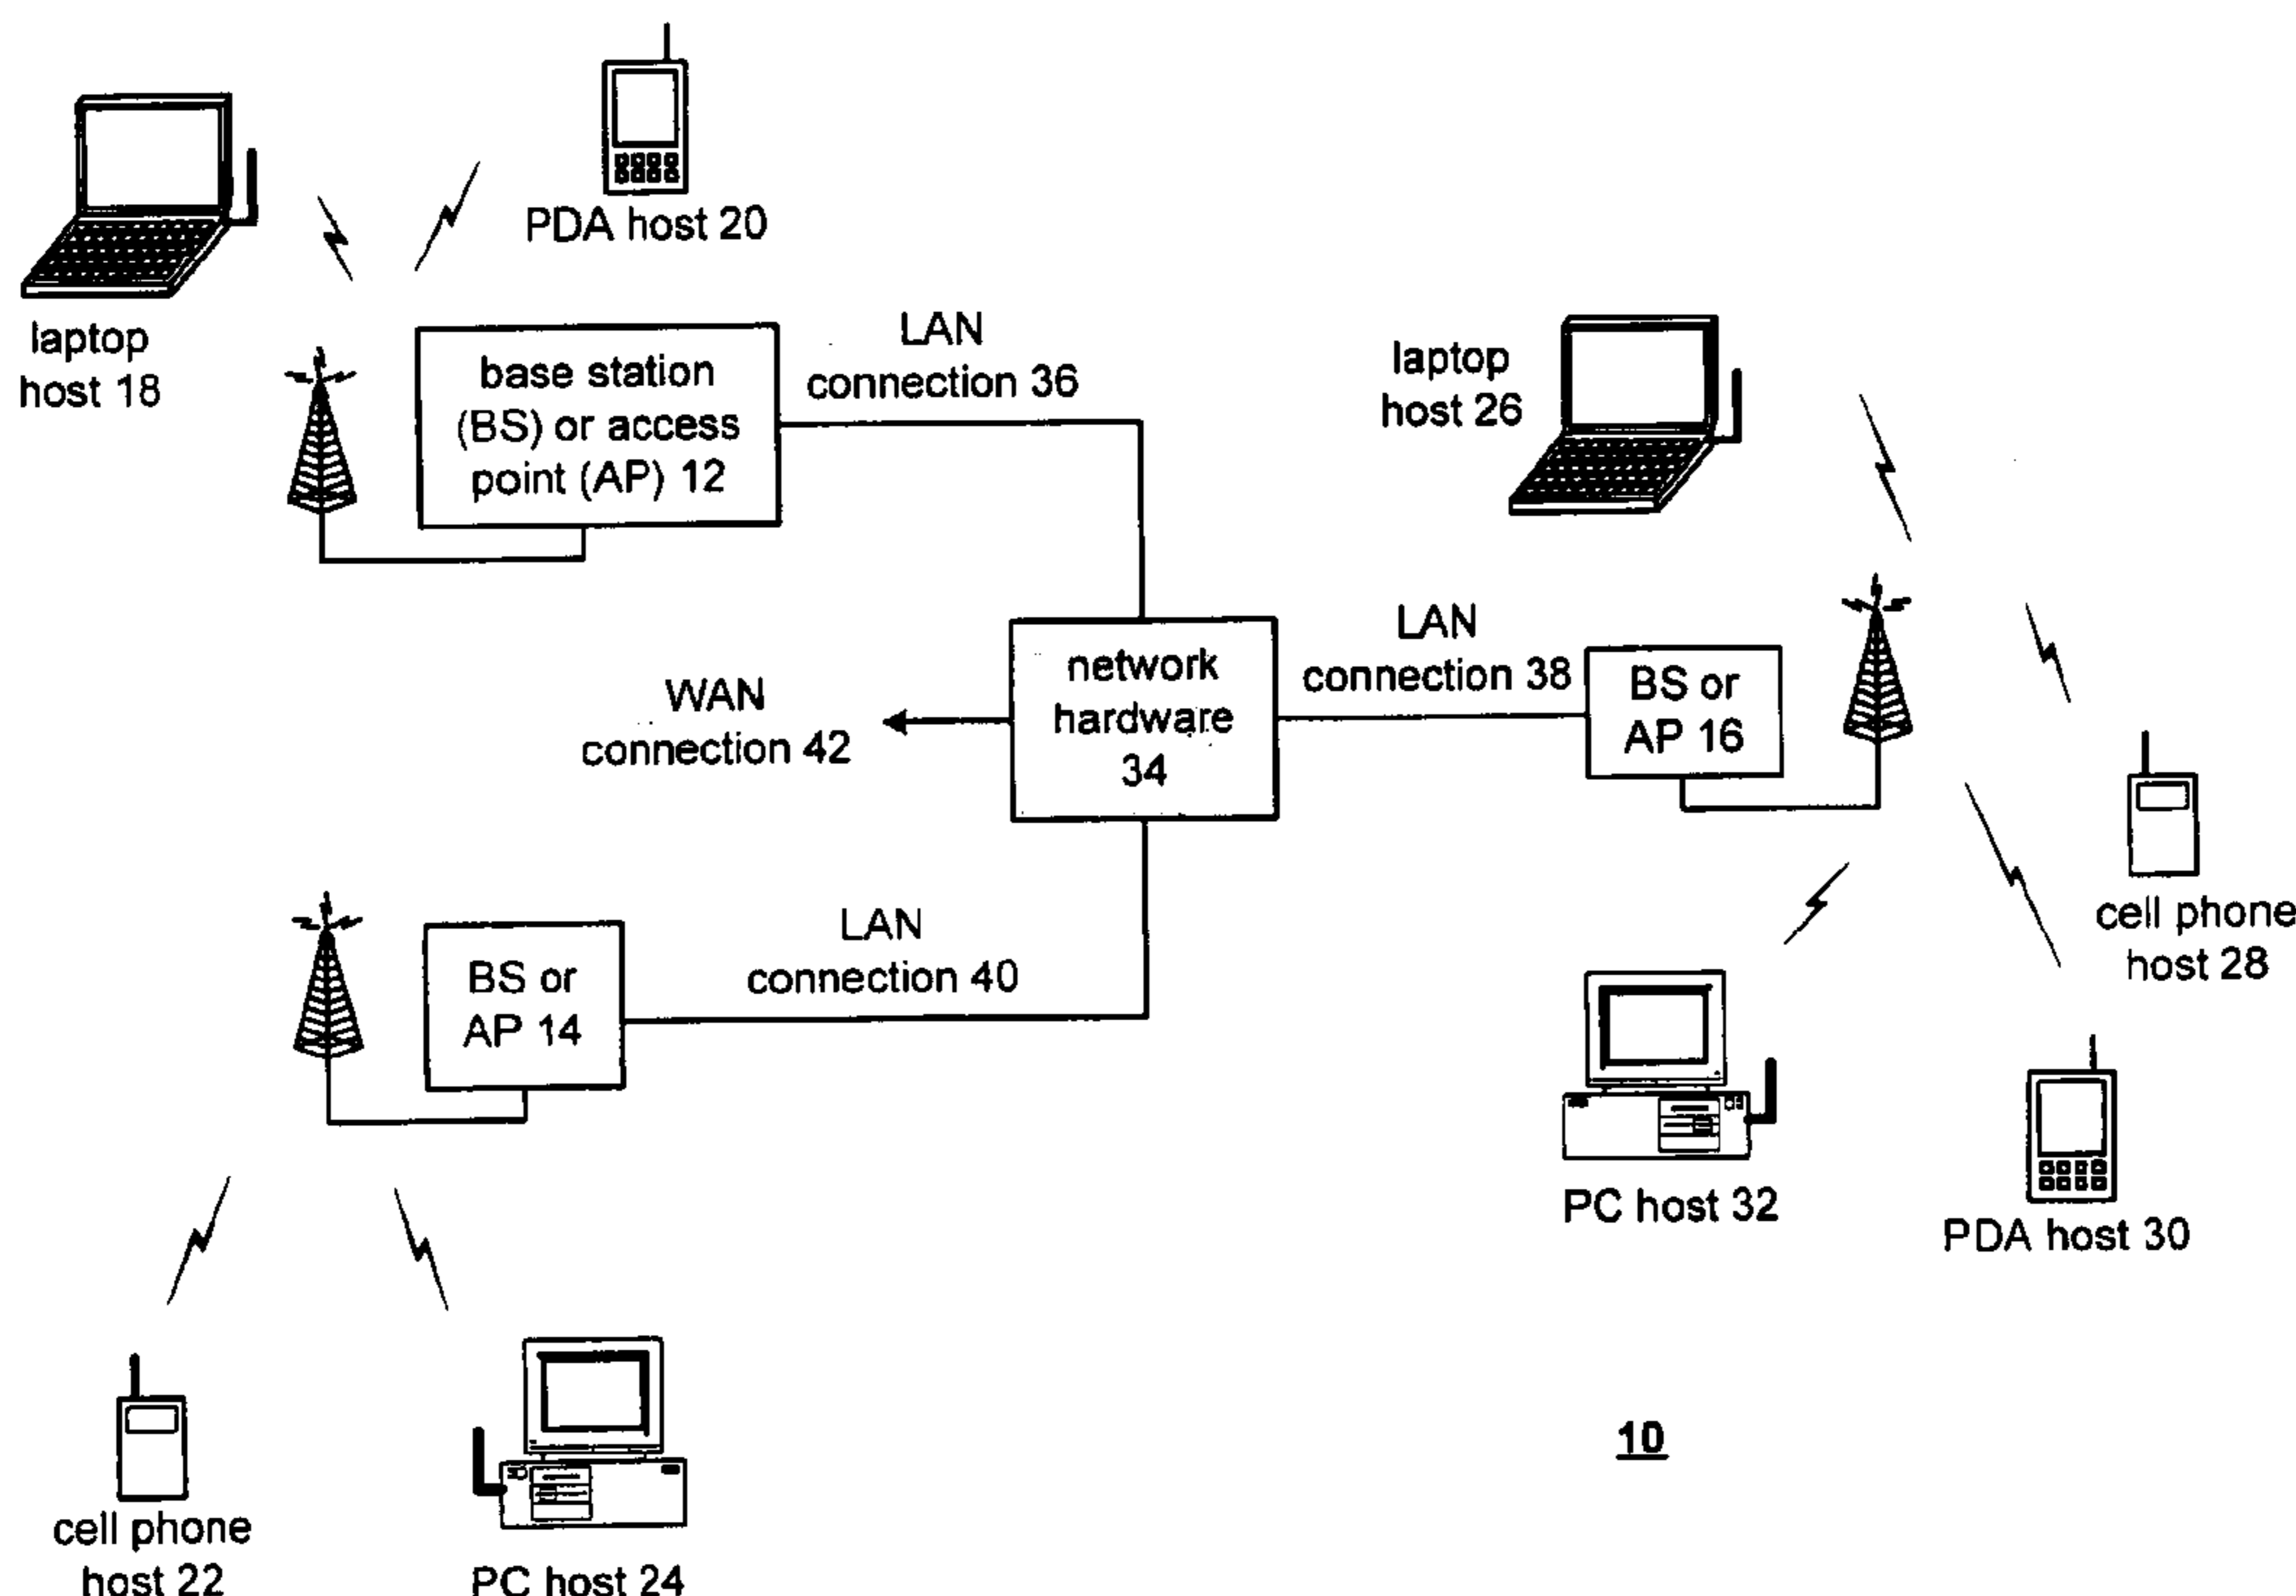 PDA host 20
laptop
host 18
base station
(BS) or access
point (AP) 12
LAN
connection 36
laptop
host 26
LAN
connection 38
network
hardware
34
WAN
connection 42
BS or
AP 16
cell phone
host 28
LAN
connection 40
BS or
AP 14
PC host 32
PDA host 30
cell phone
host 22
PC host 24
10